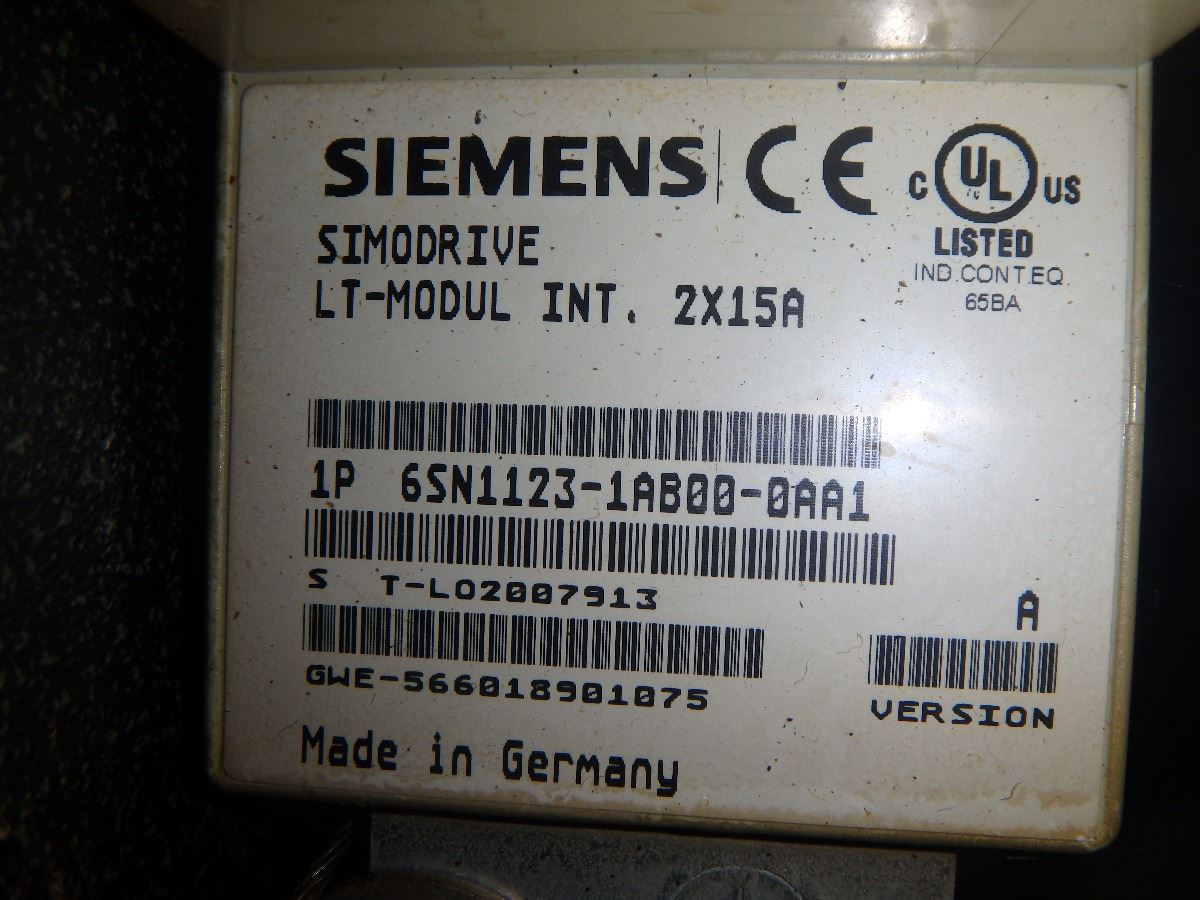 SIEMENS CE C UL US
LISTED
SIMODRIVE
IND.CONT.EQ.
LT-MODUL INT. 2X15A
65BA
1P 6SN1123-1AB00-0AA1
S T-LO2007913
A
GWE-566018901075
VERSION
Made in Germany